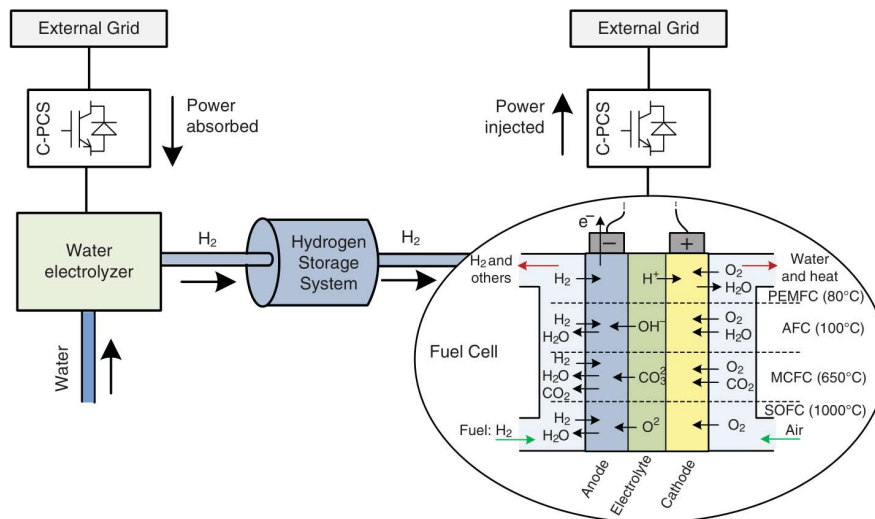 External Grid
External Grid
C-PCS
Power
absorbed
Power
injected
C-PCS
Water
electrolyzer
H₂
Hydrogen
Storage
System
H₂
Water
Fuel Cell
e⁻
−
+
H₂ and
others
H₂
H⁺
O₂
H₂O
Water
and heat
PEMFC (80°C)
H₂
H₂O
OH⁻
O₂
H₂O
AFC (100°C)
H₂
H₂O
CO₂
CO²₃
O₂
CO₂
MCFC (650°C)
SOFC (1000°C)
Fuel: H₂
H₂
H₂O
O²
O₂
Air
Anode
Electrolyte
Cathode